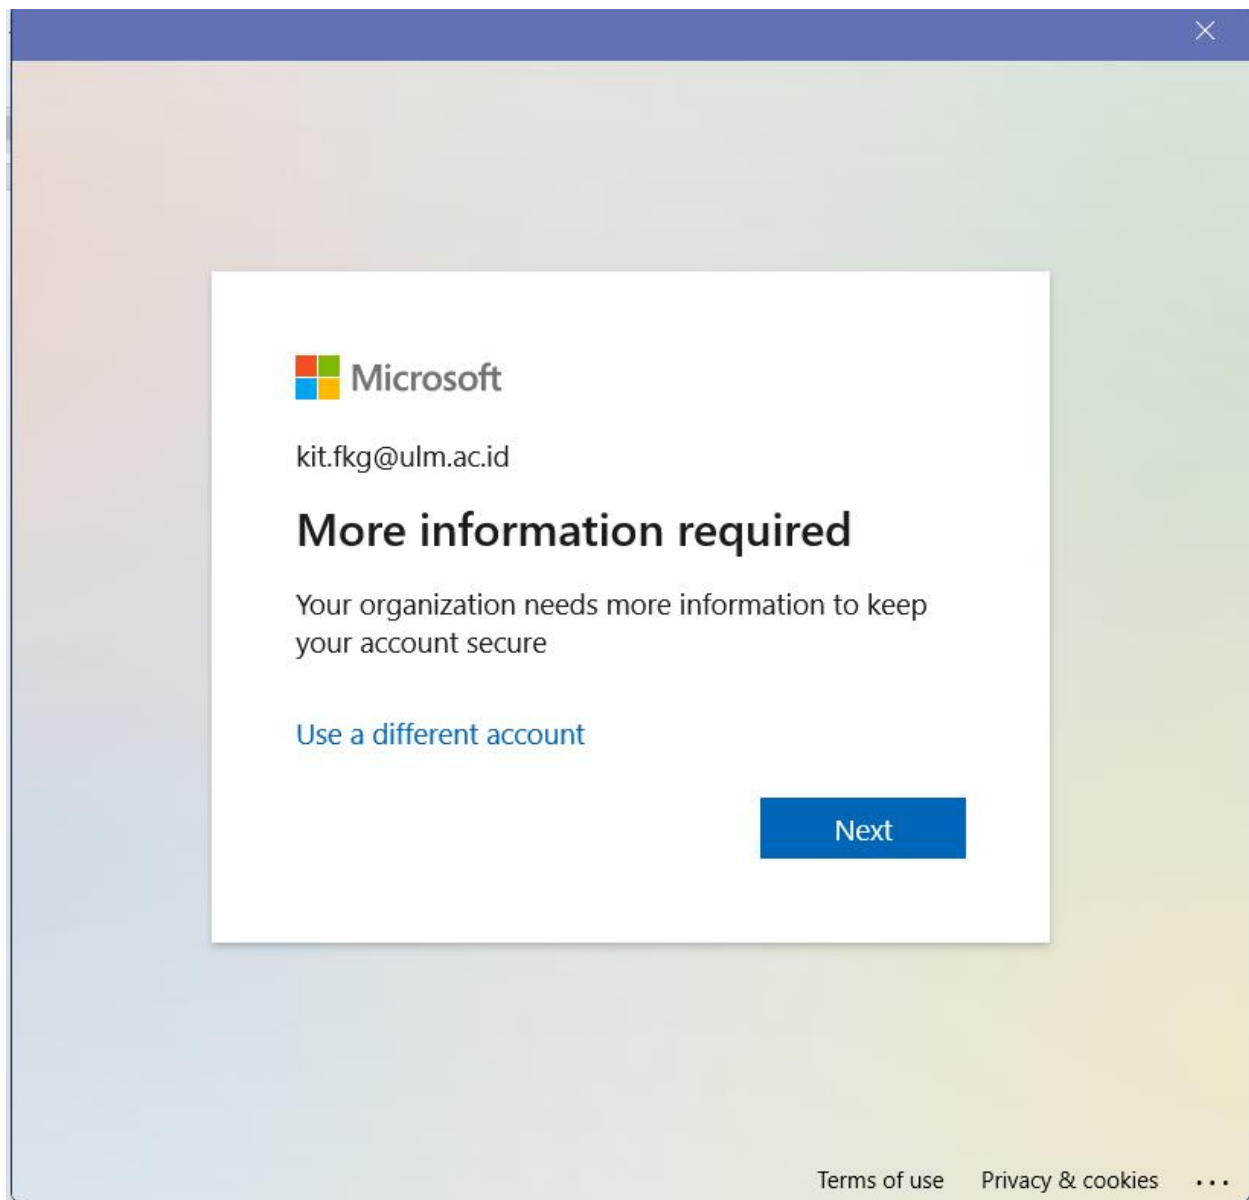 Microsoft
kit.fkg@ulm.ac.id
More information required
Your organization needs more information to keep
your account secure
Use a different account
Next
Terms of use Privacy & cookies ...